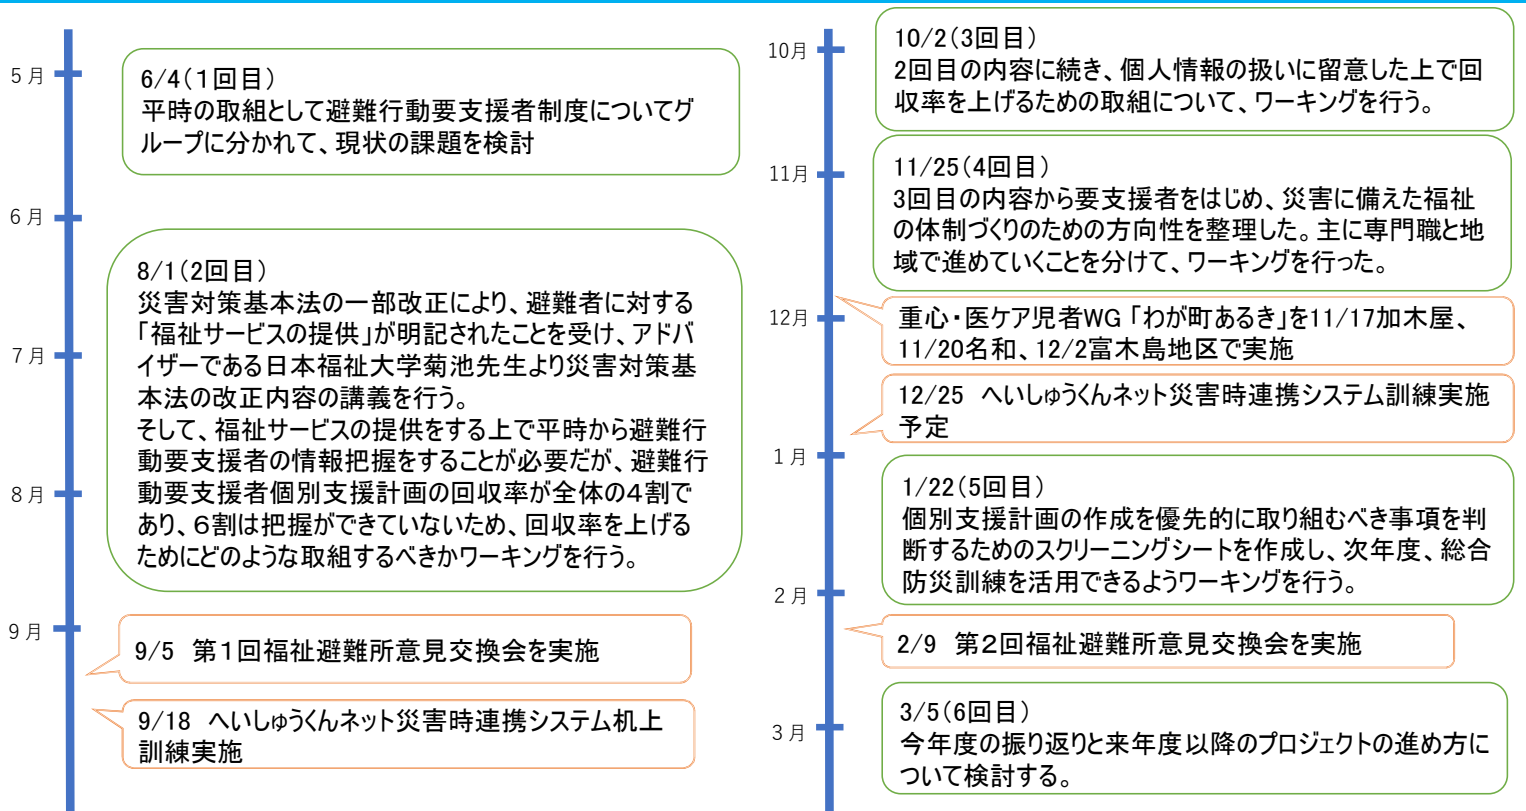 5月
6/4(1回目)
平時の取組として避難行動要支援者制度についてグ
ループに分かれて、現状の課題を検討
6月
8/1(2回目)
災害対策基本法の一部改正により、避難者に対する
「福祉サービスの提供」が明記されたことを受け、アドバ
イザーである日本福祉大学菊池先生より災害対策基
本法の改正内容の講義を行う。
そして、福祉サービスの提供をする上で平時から避難行
動要支援者の情報把握をすることが必要だが、避難行
動要支援者個別支援計画の回収率が全体の4割で
あり、6割は把握ができていないため、回収率を上げる
ためにどのような取組するべきかワーキングを行う。
7月
8月
9月
9/5 第1回福祉避難所意見交換会を実施
9/18 へいしゅうくんネット災害時連携システム机上
訓練実施
10月
10/2(3回目)
2回目の内容に続き、個人情報の扱いに留意した上で回
収率を上げるための取組について、ワーキングを行う。
11月
11/25(4回目)
3回目の内容から要支援者をはじめ、災害に備えた福祉
の体制づくりのための方向性を整理した。主に専門職と地
域で進めていくことを分けて、ワーキングを行った。
12月
重心・医ケア児者WG「わが町あるき」を11/17加木屋、
11/20名和、12/2富木島地区で実施
12/25 へいしゅうくんネット災害時連携システム訓練実施
予定
1月
1/22(5回目)
個別支援計画の作成を優先的に取り組むべき事項を判
断するためのスクリーニングシートを作成し、次年度、総合
防災訓練を活用できるようワーキングを行う。
2月
2/9 第2回福祉避難所意見交換会を実施
3月
3/5(6回目)
今年度の振り返りと来年度以降のプロジェクトの進め方に
ついて検討する。